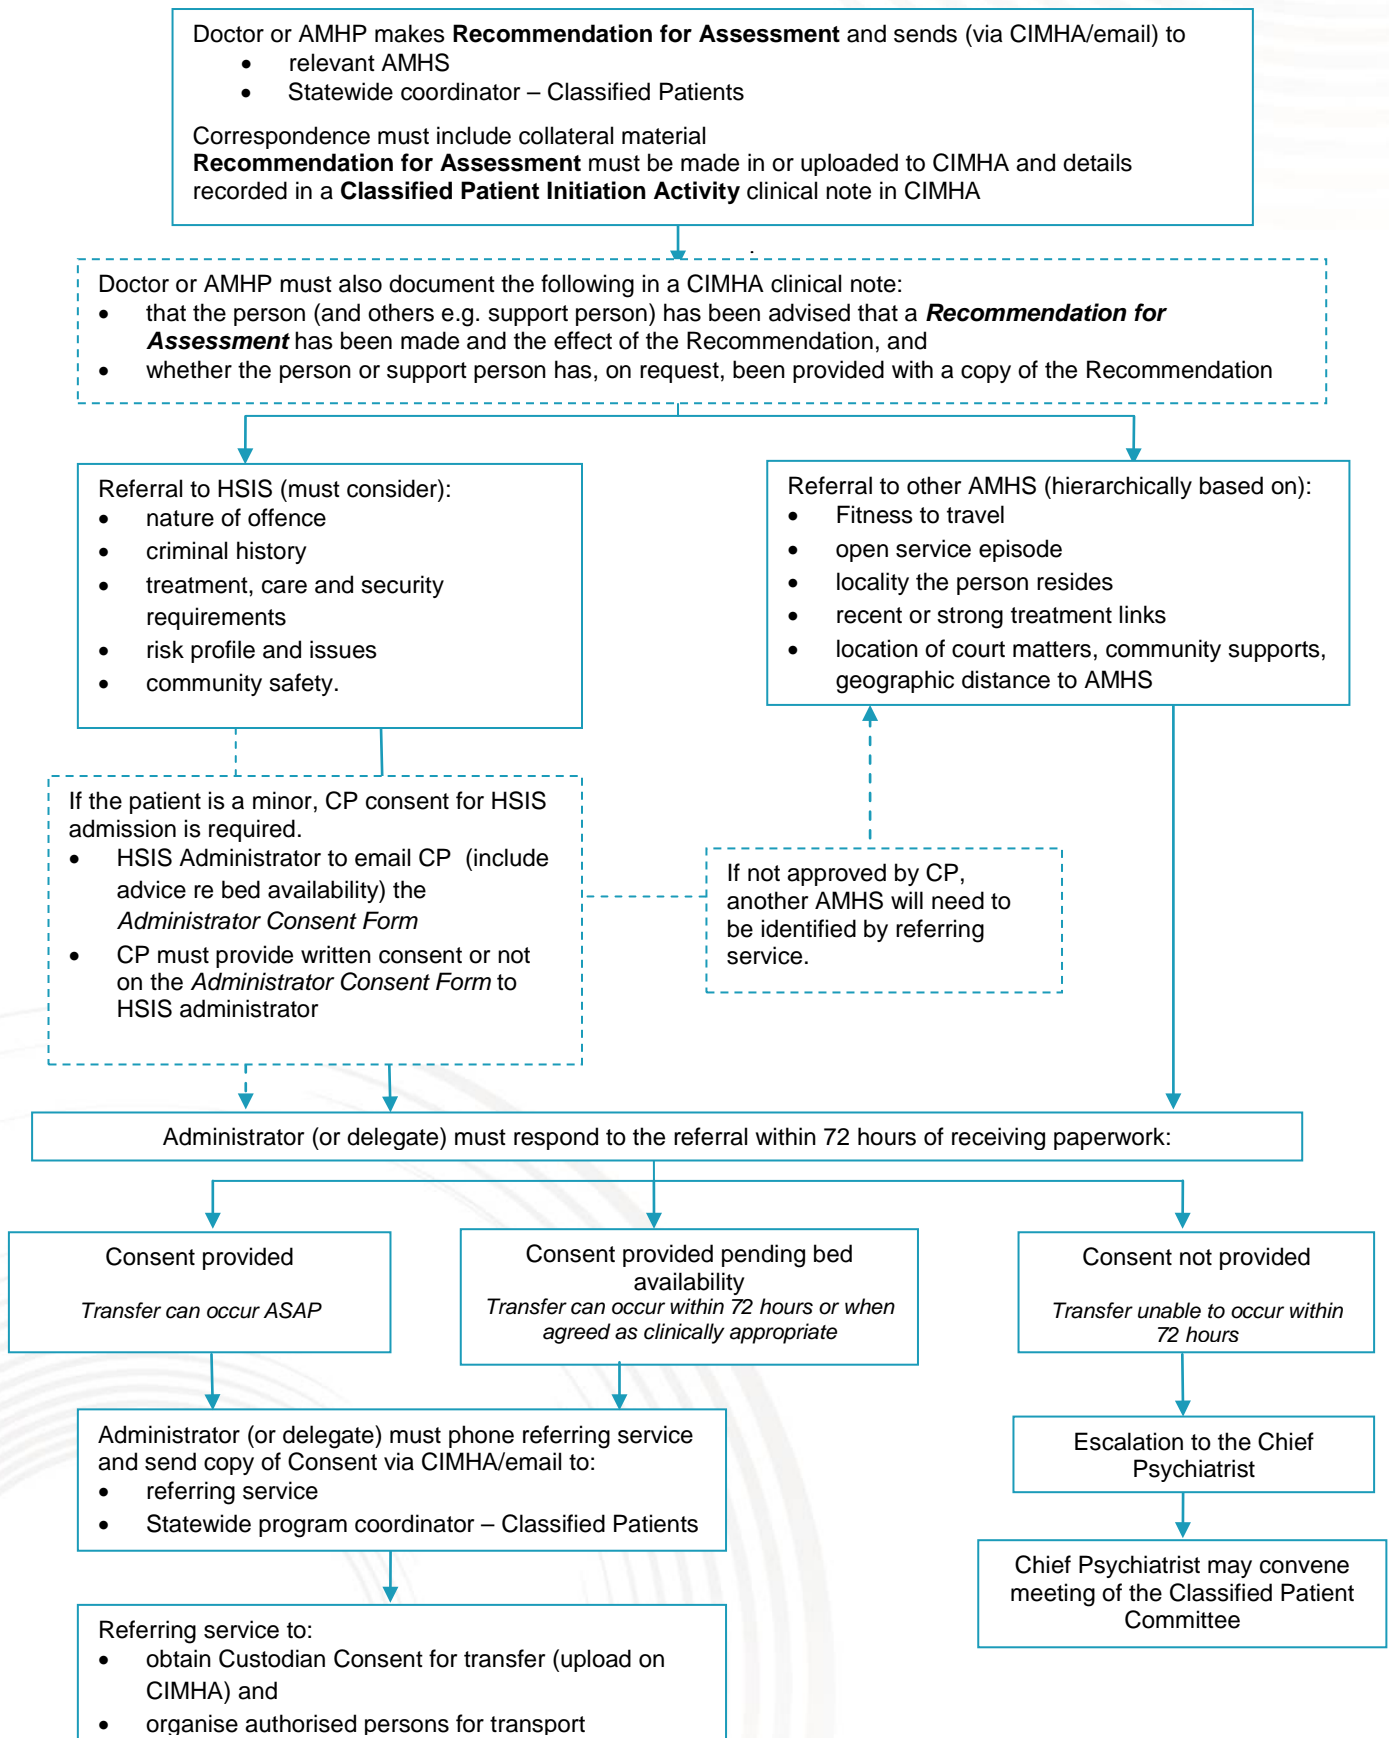 Doctor or AMHP makes Recommendation for Assessment and sends (via CIMHA/email) to
• relevant AMHS
• Statewide coordinator – Classified Patients
Correspondence must include collateral material
Recommendation for Assessment must be made in or uploaded to CIMHA and details
recorded in a Classified Patient Initiation Activity clinical note in CIMHA
.
Doctor or AMHP must also document the following in a CIMHA clinical note:
• that the person (and others e.g. support person) has been advised that a Recommendation for
Assessment has been made and the effect of the Recommendation, and
• whether the person or support person has, on request, been provided with a copy of the Recommendation
Referral to HSIS (must consider):
• nature of offence
• criminal history
• treatment, care and security
requirements
• risk profile and issues
• community safety.
Referral to other AMHS (hierarchically based on):
• Fitness to travel
• open service episode
• locality the person resides
• recent or strong treatment links
• location of court matters, community supports,
geographic distance to AMHS
If the patient is a minor, CP consent for HSIS
admission is required.
• HSIS Administrator to email CP (include
advice re bed availability) the
Administrator Consent Form
• CP must provide written consent or not
on the Administrator Consent Form to
HSIS administrator
If not approved by CP,
another AMHS will need to
be identified by referring
service.
Administrator (or delegate) must respond to the referral within 72 hours of receiving paperwork:
Consent provided
Transfer can occur ASAP
Consent provided pending bed
availability
Transfer can occur within 72 hours or when
agreed as clinically appropriate
Consent not provided
Transfer unable to occur within
72 hours
Administrator (or delegate) must phone referring service
and send copy of Consent via CIMHA/email to:
• referring service
• Statewide program coordinator – Classified Patients
Escalation to the Chief
Psychiatrist
Chief Psychiatrist may convene
meeting of the Classified Patient
Committee
Referring service to:
• obtain Custodian Consent for transfer (upload on
CIMHA) and
• organise authorised persons for transport